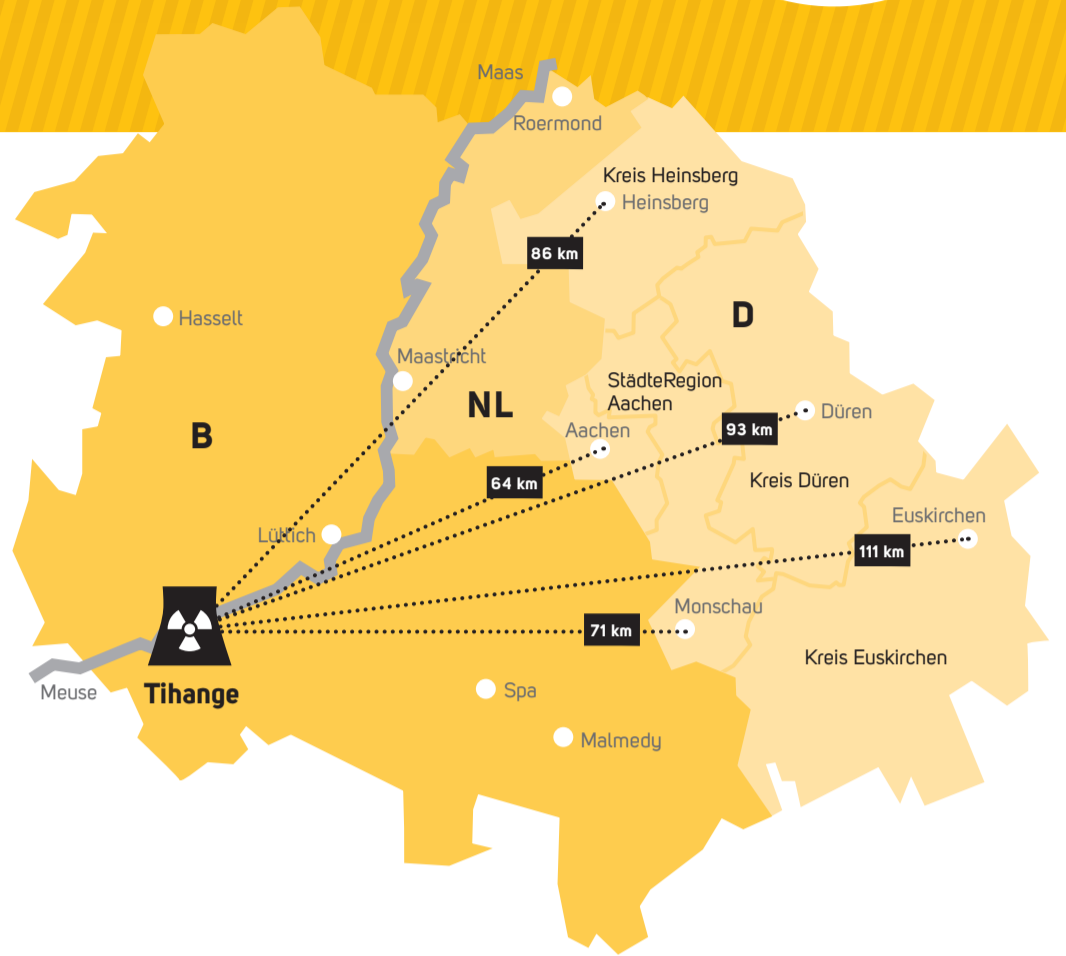 Maas
Roermond
Kreis Heinsberg
Heinsberg
86 km
Hasselt
D
Maastricht
NL
StädteRegion
Aachen
B
Aachen
93 km
Düren
64 km
Kreis Düren
Euskirchen
Lüttich
111 km
Monschau
71 km
Kreis Euskirchen
Meuse
Tihange
Spa
Malmedy